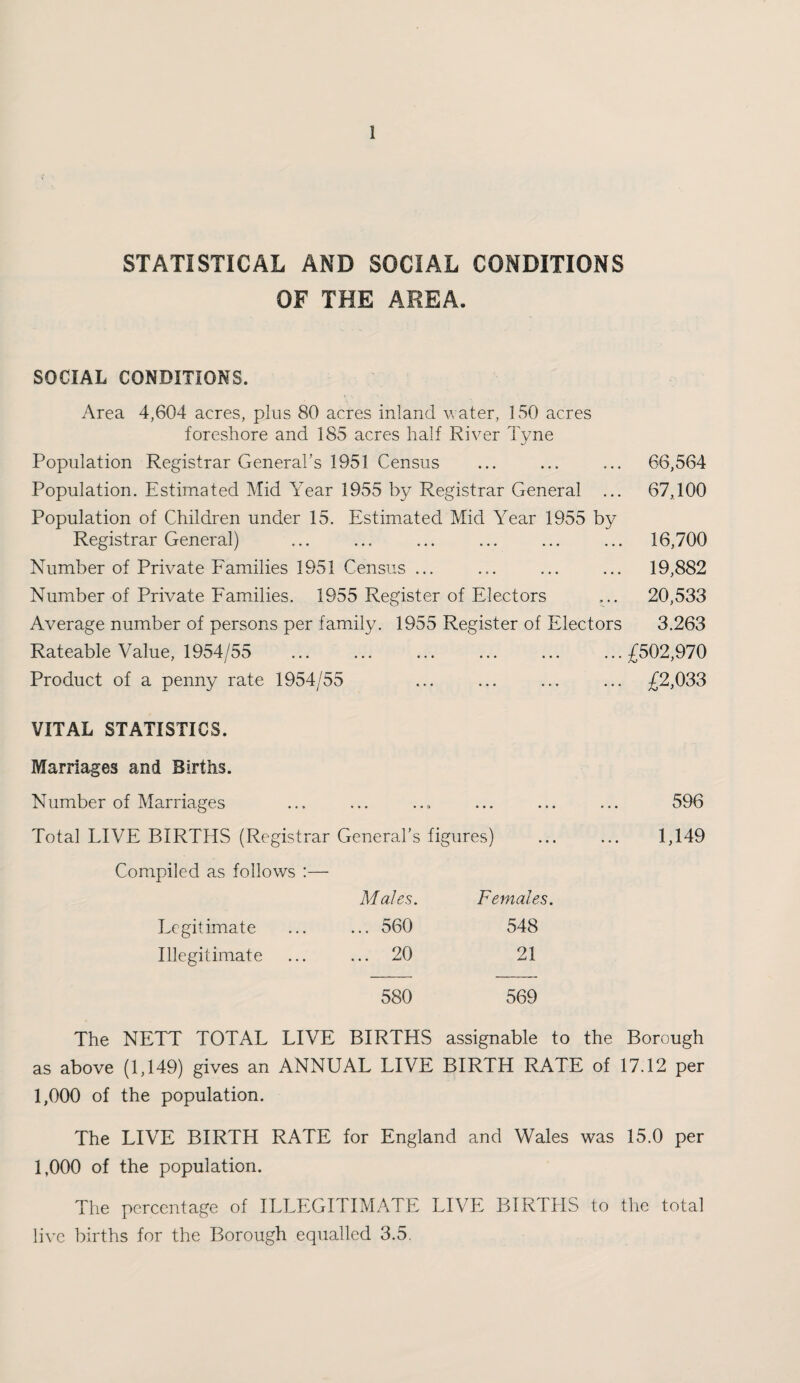 1
STATISTICAL AND SOCIAL CONDITIONS
OF THE AREA.
SOCIAL CONDITIONS.
Area 4,604 acres, plus 80 acres inland water, 150 acres
foreshore and 185 acres half River Tyne
Population Registrar General's 1951 Census ... ... ... 66,564
Population. Estimated Mid Year 1955 by Registrar General ... 67,100
Population of Children under 15. Estimated Mid Year 1955 by
Registrar General) ... ... ... ... ... ... 16,700
Number of Private Families 1951 Census ... ... ... ... 19,882
Number of Private Families. 1955 Register of Electors ... 20,533
Average number of persons per family. 1955 Register of Electors 3.263
Rateable Value, 1954/55 ... ... ... ... ... ... £502,970
Product of a penny rate 1954/55 ... ... ... ... £2,033
VITAL STATISTICS.
Marriages and Births.
Number of Marriages ... ... ... ... ... ... 596
Total LIVE BIRTHS (Registrar General's figures) ... ... 1,149
Compiled as follows :—
Males. Females.
Legitimate ... ... 560 548
Illegitimate ... ... 20 21
580 569
The NETT TOTAL LIVE BIRTHS assignable to the Borough
as above (1,149) gives an ANNUAL LIVE BIRTH RATE of 17.12 per
1,000 of the population.
The LIVE BIRTH RATE for England and Wales was 15.0 per
1,000 of the population.
The percentage of ILLEGITIMATE LIVE BIRTHS to the total
live births for the Borough equalled 3.5.